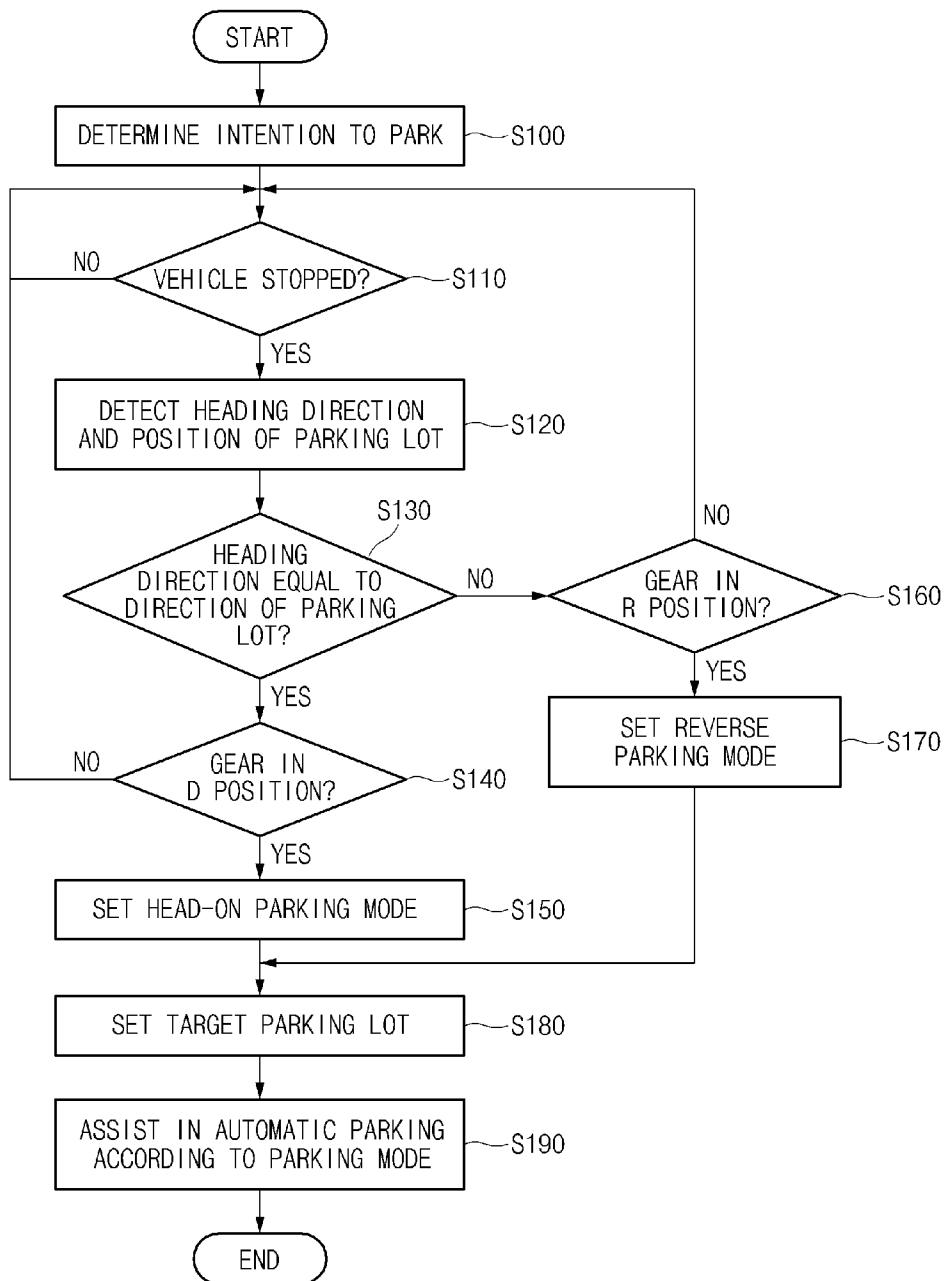 START
DETERMINE INTENTION TO PARK
S100
NO
VEHICLE STOPPED?
S110
YES
DETECT HEADING DIRECTION
AND POSITION OF PARKING LOT
S120
S130
HEADING
DIRECTION EQUAL TO
DIRECTION OF PARKING
LOT?
NO
NO
GEAR IN
R POSITION?
S160
YES
YES
SET REVERSE
PARKING MODE
S170
NO
GEAR IN
D POSITION?
S140
YES
SET HEAD-ON PARKING MODE
S150
SET TARGET PARKING LOT
S180
ASSIST IN AUTOMATIC PARKING
ACCORDING TO PARKING MODE
S190
END